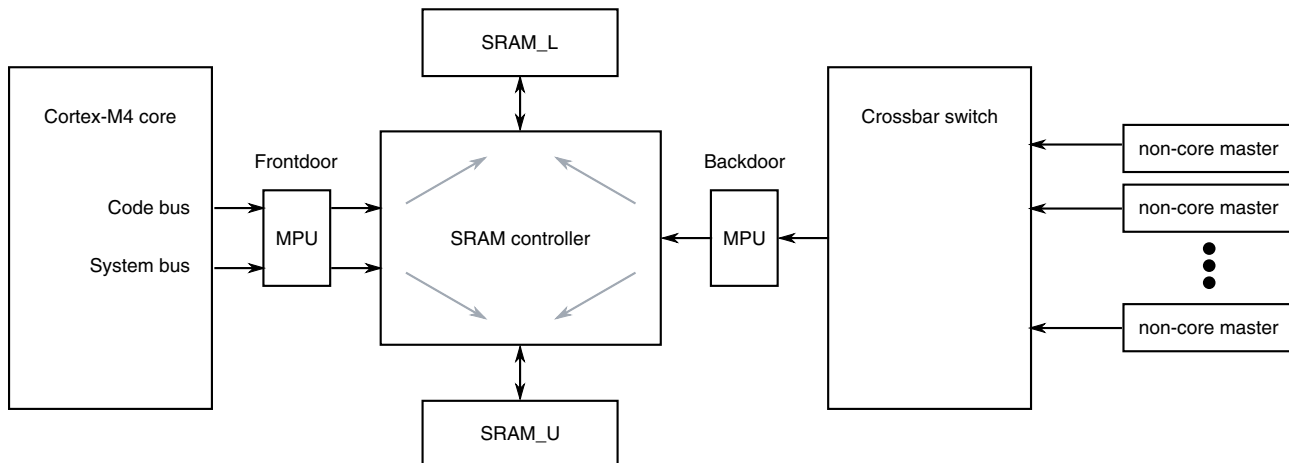 SRAM_L
Cortex-M4 core
Crossbar switch
non-core master
Frontdoor
Backdoor
non-core master
Code bus
MPU
SRAM controller
MPU
System bus
non-core master
SRAM_U